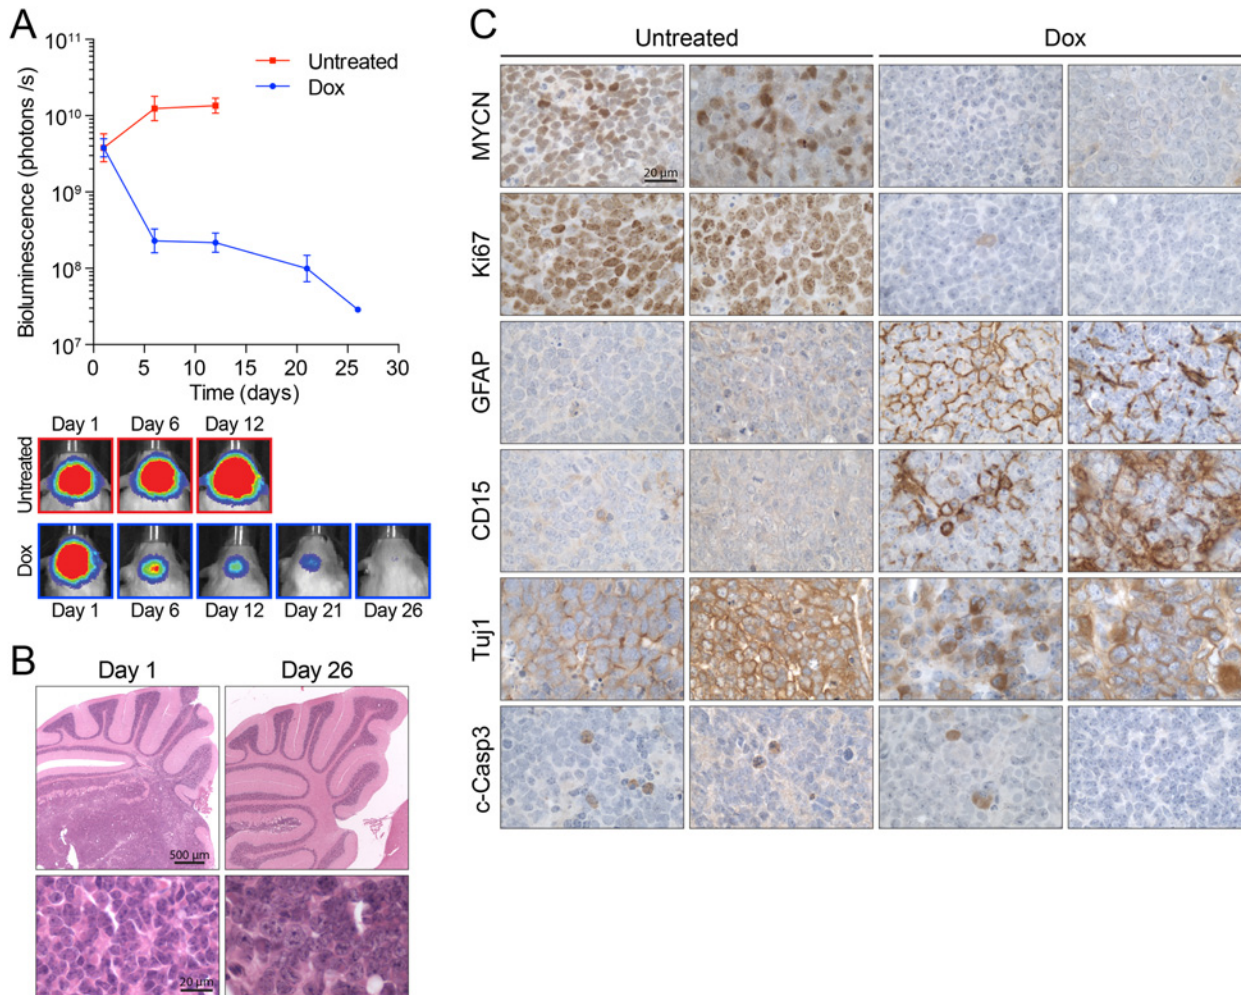 A
Bioluminescence (photons /s)
10¹¹
10¹⁰
10⁹
10⁸
10⁷
Untreated
Dox
0 5 10 15 20 25 30
Time (days)
Day 1 Day 6 Day 12
Untreated
Dox
Day 1 Day 6 Day 12 Day 21 Day 26
B
Day 1 Day 26
500 µm
20 µm
C
Untreated Dox
MYCN
20 µm
Ki67
GFAP
CD15
Tuj1
c-Casp3